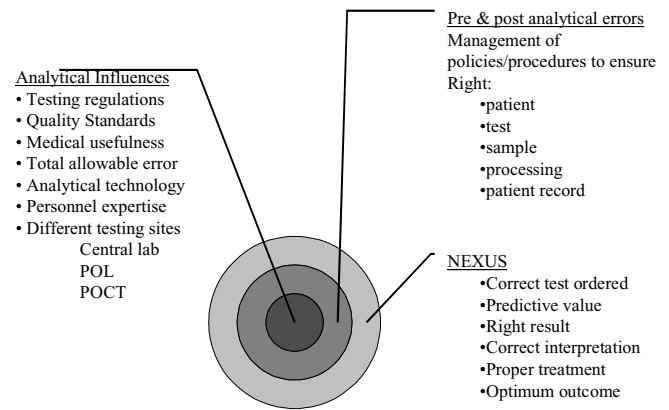 Analytical Influences
• Testing regulations
• Quality Standards
• Medical usefulness
• Total allowable error
• Analytical technology
• Personnel expertise
• Different testing sites
Central lab
POL
POCT
Pre & post analytical errors
Management of
policies/procedures to ensure
Right:
•patient
•test
•sample
•processing
•patient record
NEXUS
•Correct test ordered
•Predictive value
•Right result
•Correct interpretation
•Proper treatment
•Optimum outcome